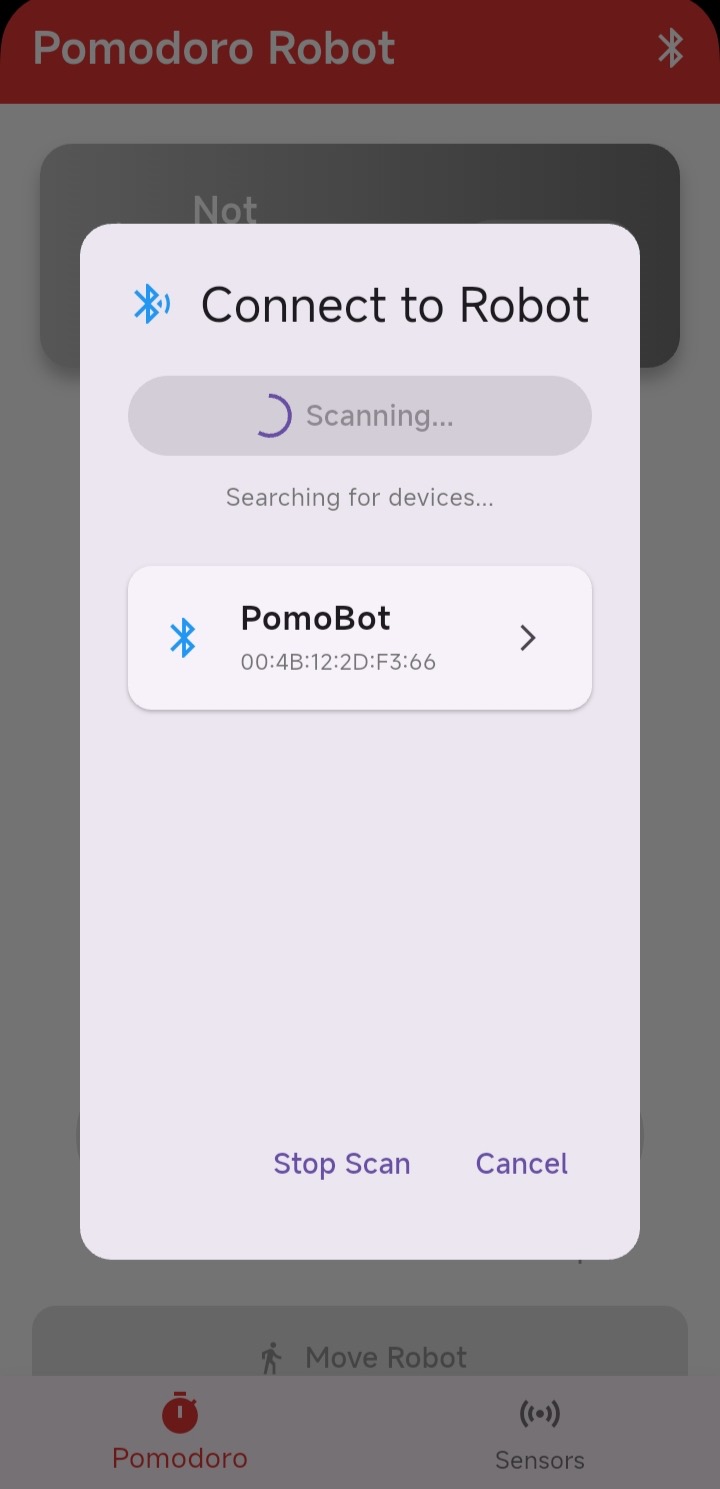 Pomodoro Robot
Not
Connect to Robot
Scanning...
Searching for devices...
PomoBot
00:4B:12:2D:F3:66
Stop Scan
Cancel
Move Robot
Pomodoro
Sensors